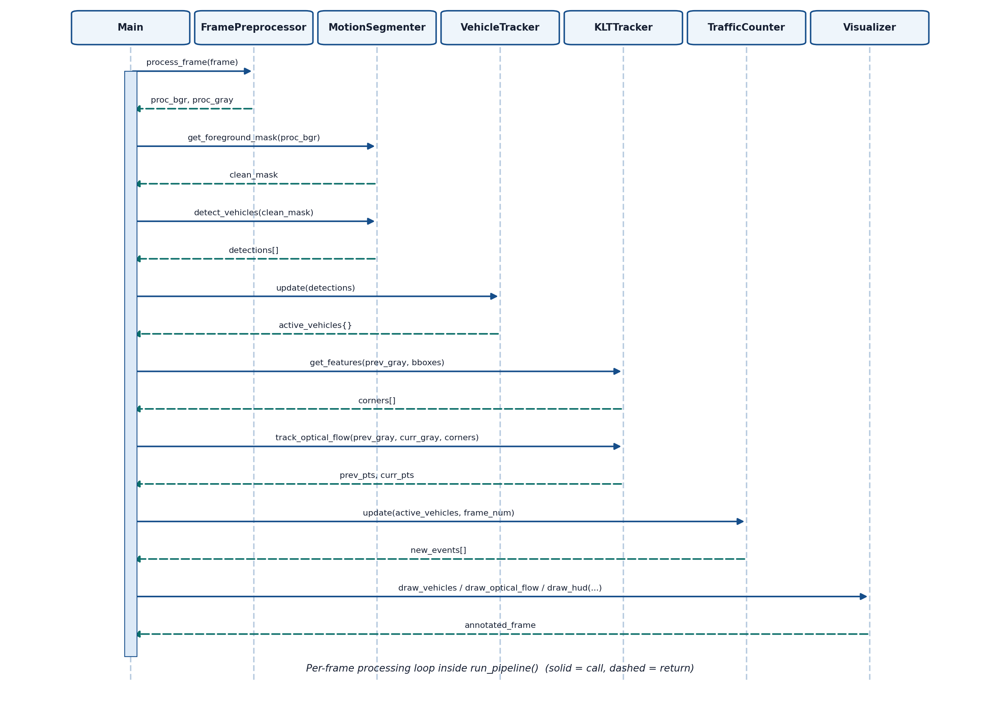 Main
FramePreprocessor
MotionSegmenter
VehicleTracker
KLTTracker
TrafficCounter
Visualizer
process_frame(frame)
proc_bgr, proc_gray
get_foreground_mask(proc_bgr)
clean_mask
detect_vehicles(clean_mask)
detections[]
update(detections)
active_vehicles{}
get_features(prev_gray, bboxes)
corners[]
track_optical_flow(prev_gray, curr_gray, corners)
prev_pts, curr_pts
update(active_vehicles, frame_num)
new_events[]
draw_vehicles / draw_optical_flow / draw_hud(...)
annotated_frame
Per-frame processing loop inside run_pipeline()  (solid = call, dashed = return)